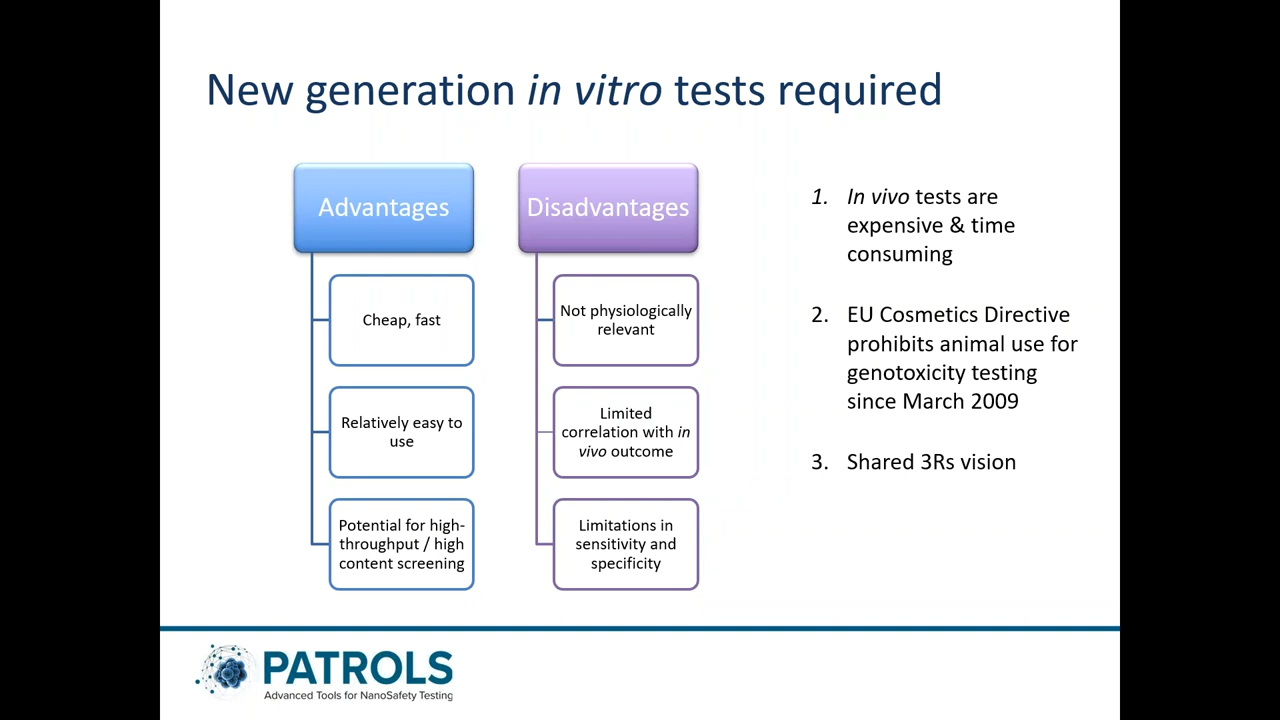 New generation in vitro tests required
Advantages
Cheap, fast
Relatively easy to
use
Potential for high-
throughput / high
content screening
Disadvantages
Not physiologically
relevant
Limited
correlation with in
vivo outcome
Limitations in
sensitivity and
specificity
1. In vivo tests are
expensive & time
consuming
2. EU Cosmetics Directive
prohibits animal use for
genotoxicity testing
since March 2009
3. Shared 3Rs vision
PATROLS
Advanced Tools for NanoSafety Testing